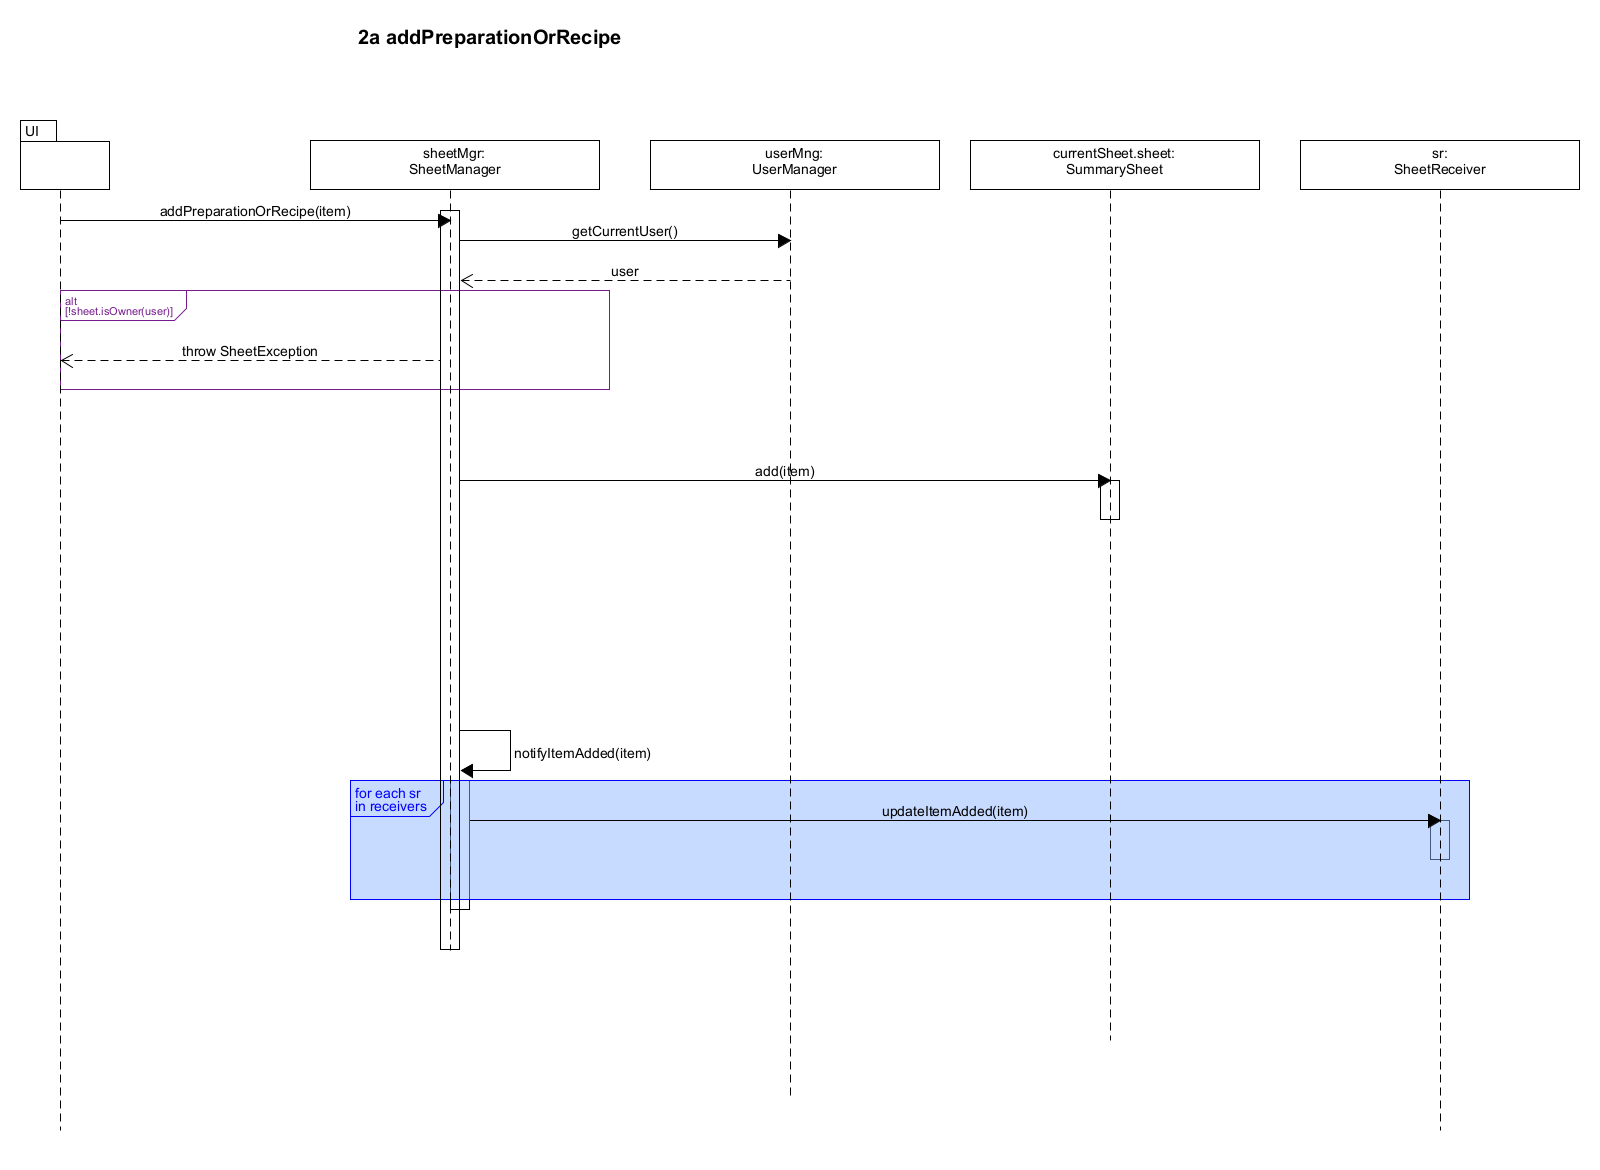 2a addPreparationOrRecipe
UI
sheetMgr:
SheetManager
userMng:
UserManager
currentSheet.sheet:
SummarySheet
sr:
SheetReceiver
addPreparationOrRecipe(item)
getCurrentUser()
user
alt
[!sheet.isOwner(user)]
throw SheetException
add(item)
notifyItemAdded(item)
for each sr
in receivers
updateItemAdded(item)